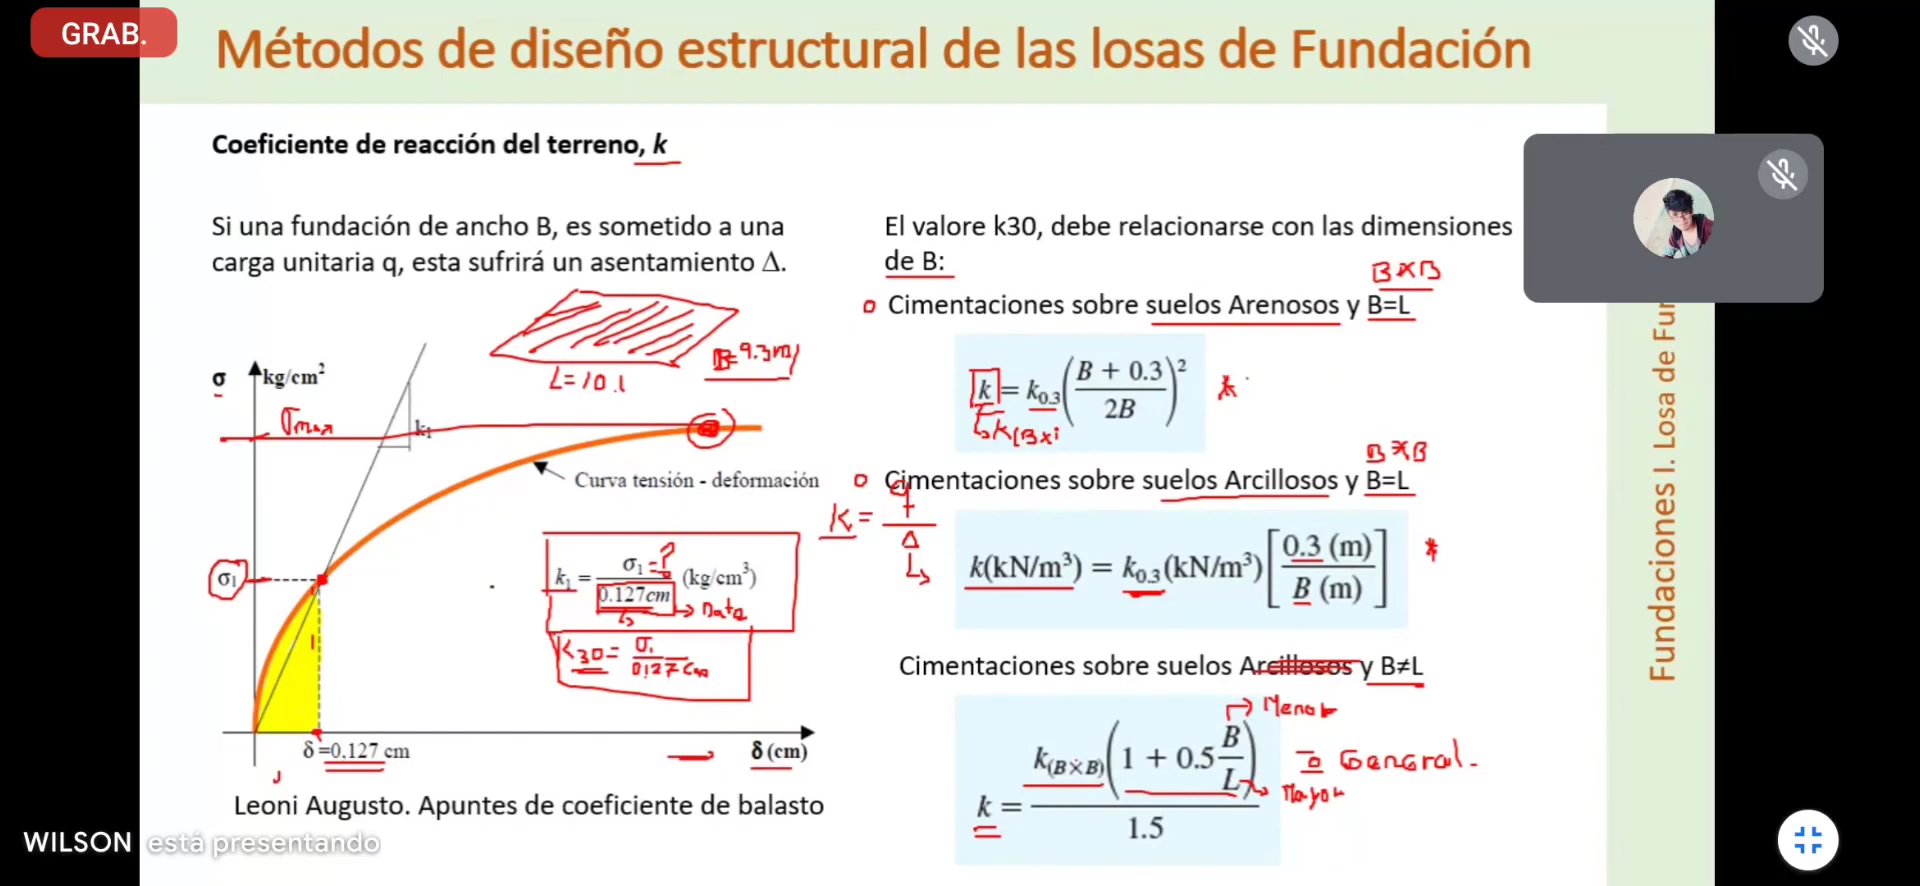 GRAB.
Métodos de diseño estructural de las losas de Fundación
Coeficiente de reacción del terreno, k
Si una fundación de ancho B, es sometido a una
carga unitaria q, esta sufrirá un asentamiento Δ.
L=10.1
B=9.3m
σ
kg/cm²
σmax
k₁
Curva tensión - deformación
σ₁
k₁ = σ₁=? / 0.127cm (kg/cm³)
→ Dato
K30 = σ₁ / 0,127cm
δ =0.127 cm
δ (cm)
Leoni Augusto. Apuntes de coeficiente de balasto
El valore k30, debe relacionarse con las dimensiones
de B:
B×B
Cimentaciones sobre suelos Arenosos y B=L
k = k0.3 ((B + 0.3) / 2B)² *
B×B
Cimentaciones sobre suelos Arcillosos y B=L
k = q / Δ
k(kN/m³) = k0.3(kN/m³) [0.3 (m) / B (m)] *
Cimentaciones sobre suelos Arcillosos y B≠L
→ Menor
k = k(B×B) (1 + 0.5 B/L) / 1.5
General.
Mayor
Fundaciones I. Losa de Fun
WILSON está presentando